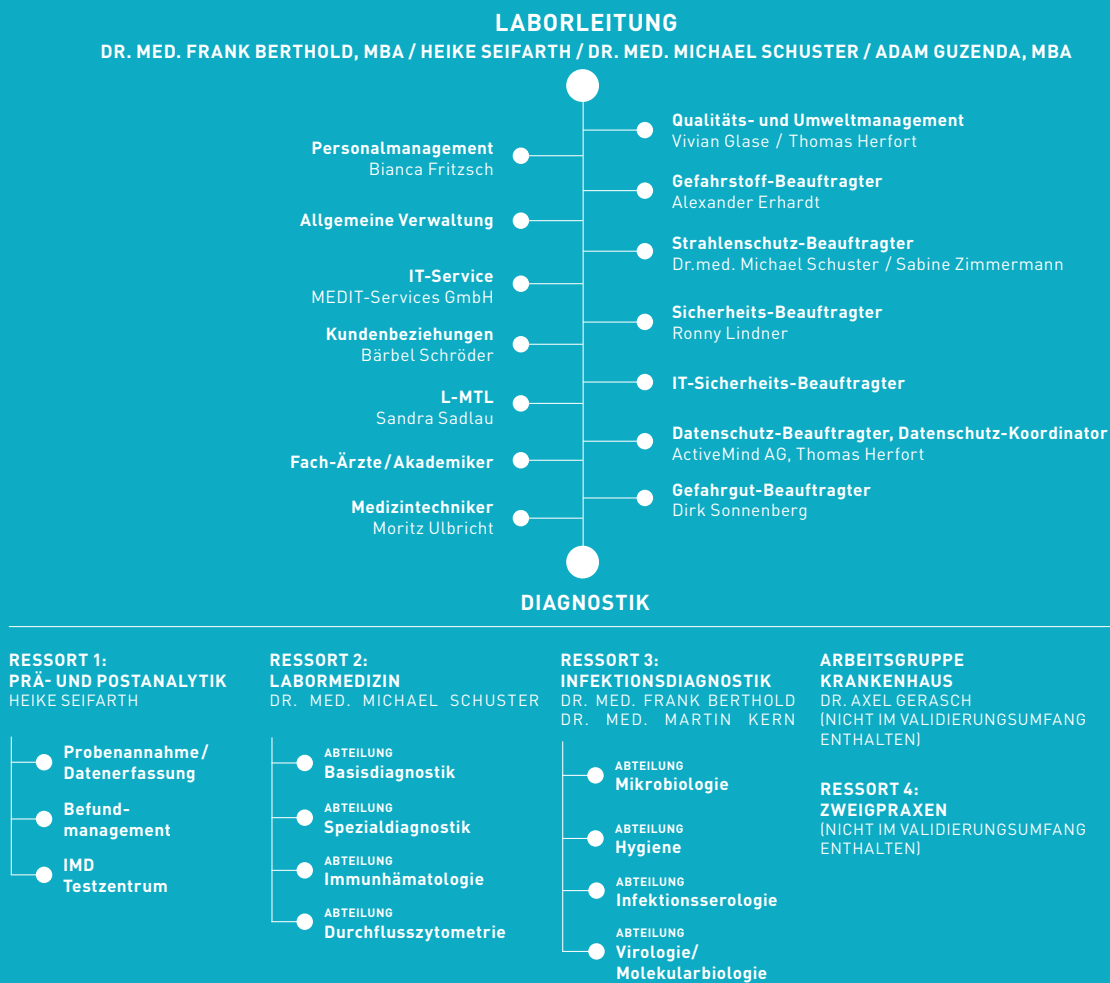 LABORLEITUNG
DR. MED. FRANK BERTHOLD, MBA / HEIKE SEIFARTH / DR. MED. MICHAEL SCHUSTER / ADAM GUZENDA, MBA
Personalmanagement
Bianca Fritzsch
Allgemeine Verwaltung
IT-Service
MEDIT-Services GmbH
Kundenbeziehungen
Bärbel Schröder
L-MTL
Sandra Sadlau
Fach-Ärzte/Akademiker
Medizintechniker
Moritz Ulbricht
Qualitäts- und Umweltmanagement
Vivian Glase / Thomas Herfort
Gefahrstoff-Beauftragter
Alexander Erhardt
Strahlenschutz-Beauftragter
Dr.med. Michael Schuster / Sabine Zimmermann
Sicherheits-Beauftragter
Ronny Lindner
IT-Sicherheits-Beauftragter
Datenschutz-Beauftragter, Datenschutz-Koordinator
ActiveMind AG, Thomas Herfort
Gefahrgut-Beauftragter
Dirk Sonnenberg
DIAGNOSTIK
RESSORT 1:
PRÄ- UND POSTANALYTIK
HEIKE SEIFARTH
Probenannahme/
Datenerfassung
Befund-
management
IMD
Testzentrum
RESSORT 2:
LABORMEDIZIN
DR. MED. MICHAEL SCHUSTER
ABTEILUNG
Basisdiagnostik
ABTEILUNG
Spezialdiagnostik
ABTEILUNG
Immunhämatologie
ABTEILUNG
Durchflusszytometrie
RESSORT 3:
INFEKTIONSDIAGNOSTIK
DR. MED. FRANK BERTHOLD
DR. MED. MARTIN KERN
ABTEILUNG
Mikrobiologie
ABTEILUNG
Hygiene
ABTEILUNG
Infektionsserologie
ABTEILUNG
Virologie/
Molekularbiologie
ARBEITSGRUPPE
KRANKENHAUS
DR. AXEL GERASCH
(NICHT IM VALIDIERUNGSUMFANG
ENTHALTEN)
RESSORT 4:
ZWEIGPRAXEN
(NICHT IM VALIDIERUNGSUMFANG
ENTHALTEN)